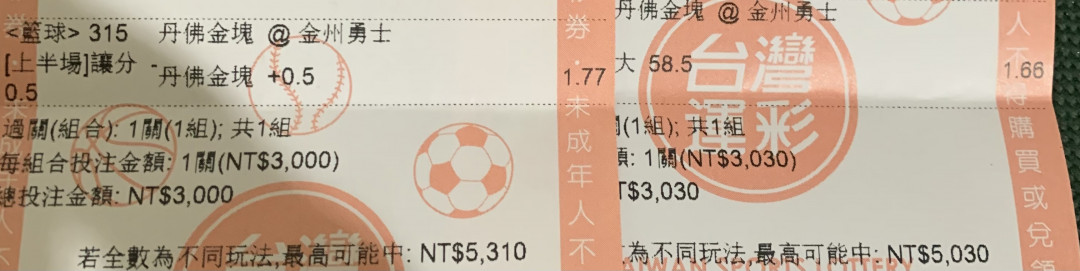 <籃球> 315 丹佛金塊 @ 金州勇士
[上半場]讓分 - 丹佛金塊 +0.5 1.77
0.5
過關(組合): 1關(1組); 共1組
每組合投注金額: 1關(NT$3,000)
總投注金額: NT$3,000
若全數為不同玩法,最高可能中: NT$5,310
券·未成年人不
丹佛金塊 @ 金州勇士
大 58.5 1.66
(1組); 共1組
額: 1關(NT$3,030)
T$3,030
為不同玩法,最高可能中: NT$5,030
台灣
運彩
TAIWAN SPORTS LOTTERY
人不得購買或兌領